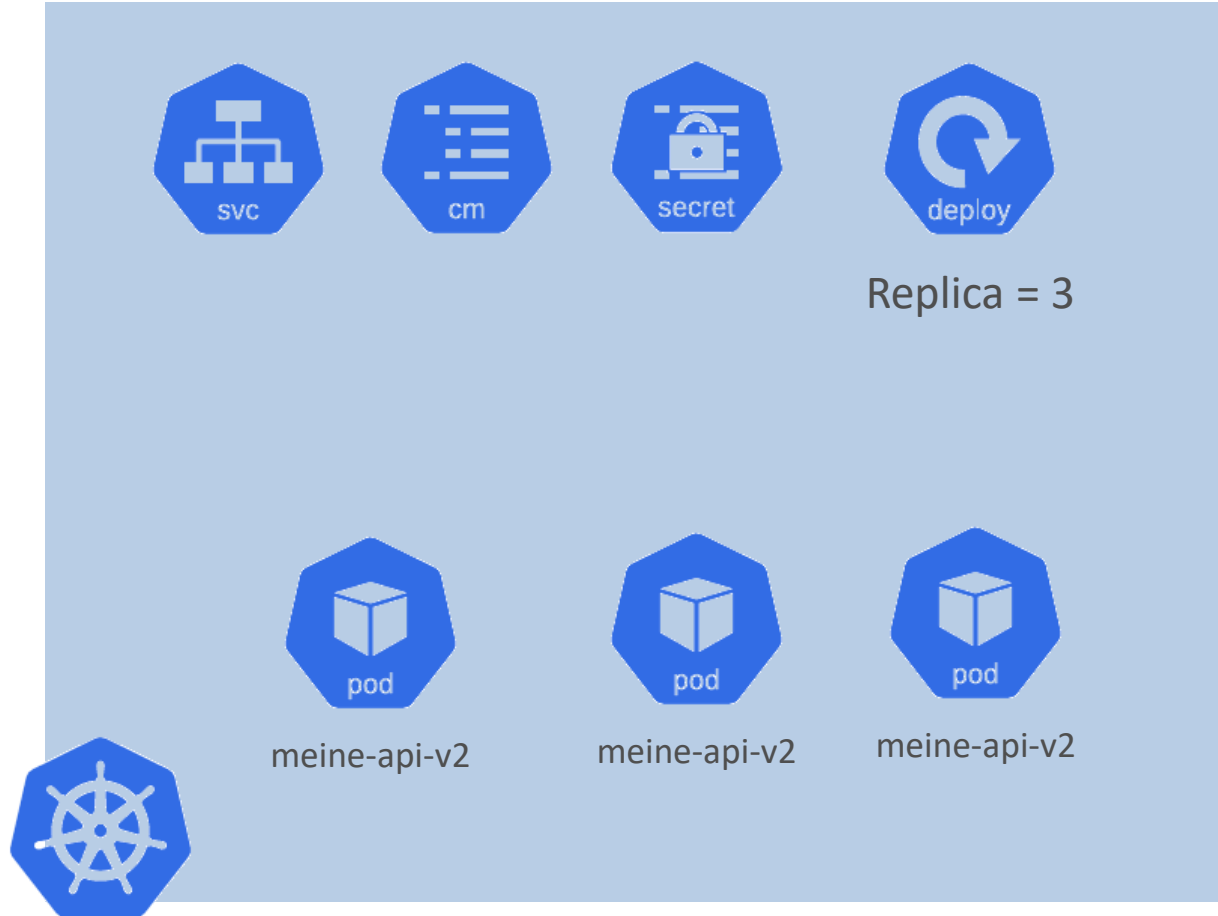 svc
cm
secret
deploy
Replica = 3
pod
pod
pod
meine-api-v2
meine-api-v2
meine-api-v2